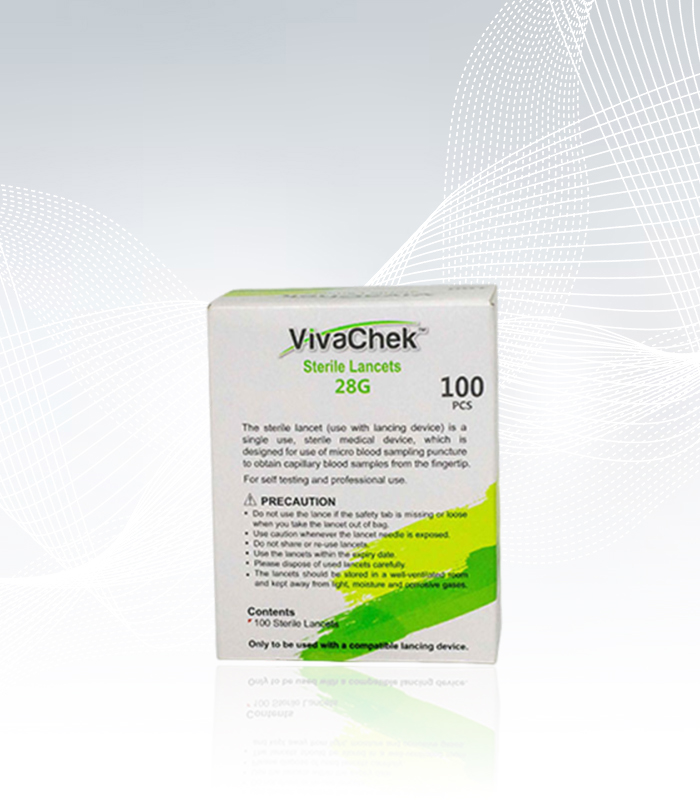 VivaChek™
Sterile Lancets
28G
100
PCS
The sterile lancet (use with lancing device) is a
single use, sterile medical device, which is
designed for use of micro blood sampling puncture
to obtain capillary blood samples from the fingertip.
For self testing and professional use.
⚠ PRECAUTION
• Do not use the lance if the safety tab is missing or loose
when you take the lancet out of bag.
• Use caution whenever the lancet needle is exposed.
• Do not share or re-use lancets.
• Use the lancets within the expiry date.
• Please dispose of used lancets carefully.
• The lancets should be stored in a well-ventilated room
and kept away from light, moisture and corrosive gases.
Contents
* 100 Sterile Lancets
Only to be used with a compatible lancing device.